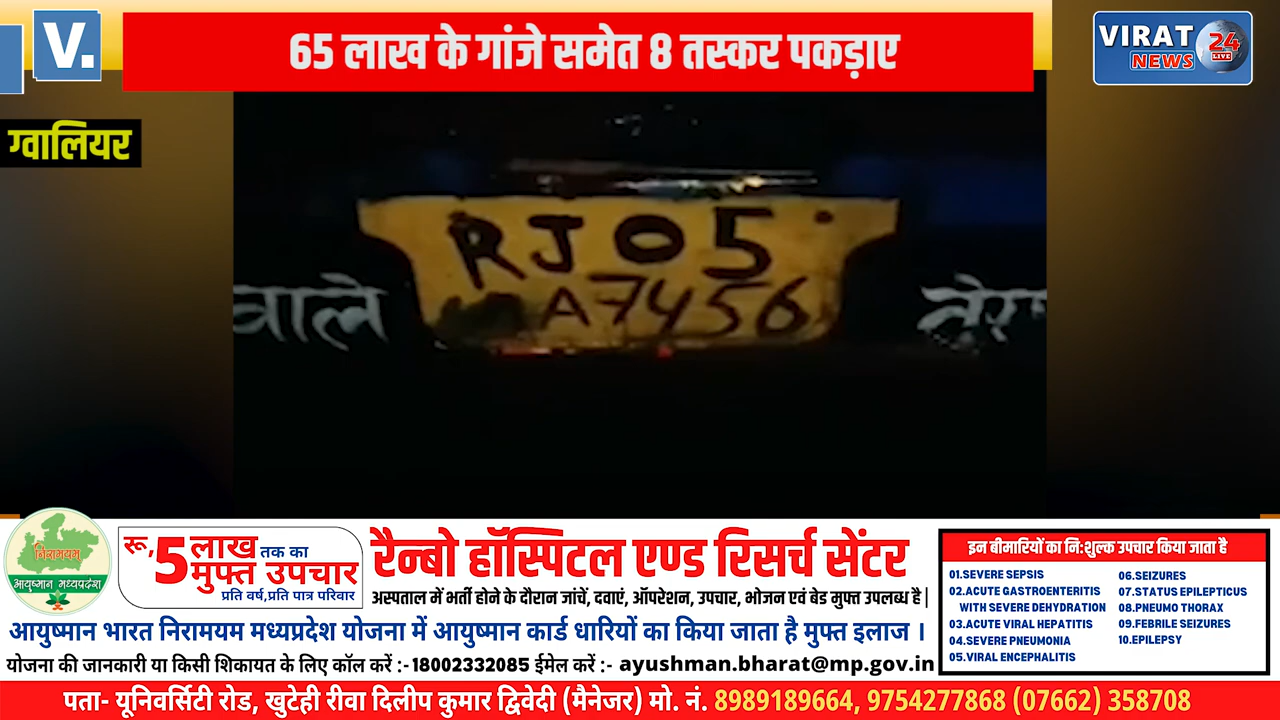 V.
65 लाख के गांजे समेत 8 तस्कर पकड़ाए
VIRAT
NEWS
24
LIVE
ग्वालियर
RJ05
A7456
वाले
निरामयम्
आयुष्मान मध्यप्रदेश
रू, 5 लाख तक का
मुफ्त उपचार
प्रति वर्ष,प्रति पात्र परिवार
रैन्बो हॉस्पिटल एण्ड रिसर्च सेंटर
अस्पताल में भर्ती होने के दौरान जांचें, दवाएं, ऑपरेशन, उपचार, भोजन एवं बेड मुफ्त उपलब्ध है |
आयुष्मान भारत निरामयम मध्यप्रदेश योजना में आयुष्मान कार्ड धारियों का किया जाता है मुफ्त इलाज ।
योजना की जानकारी या किसी शिकायत के लिए कॉल करें :- 18002332085 ईमेल करें :- ayushman.bharat@mp.gov.in
इन बीमारियों का नि:शुल्क उपचार किया जाता है
01.SEVERE SEPSIS
02.ACUTE GASTROENTERITIS
WITH SEVERE DEHYDRATION
03.ACUTE VIRAL HEPATITIS
04.SEVERE PNEUMONIA
05.VIRAL ENCEPHALITIS
06.SEIZURES
07.STATUS EPILEPTICUS
08.PNEUMO THORAX
09.FEBRILE SEIZURES
10.EPILEPSY
पता- यूनिवर्सिटी रोड, खुटेही रीवा दिलीप कुमार द्विवेदी (मैनेजर) मो. नं. 8989189664, 9754277868 (07662) 358708